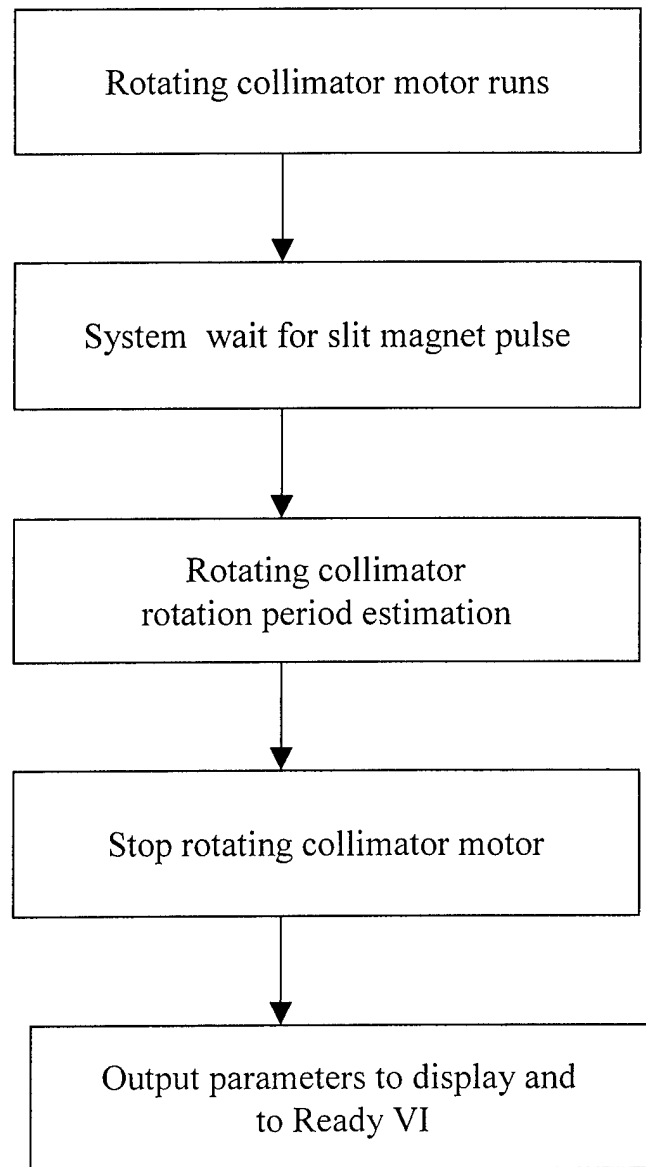 Rotating collimator motor runs
System wait for slit magnet pulse
Rotating collimator
rotation period estimation
Stop rotating collimator motor
Output parameters to display and
to Ready VI